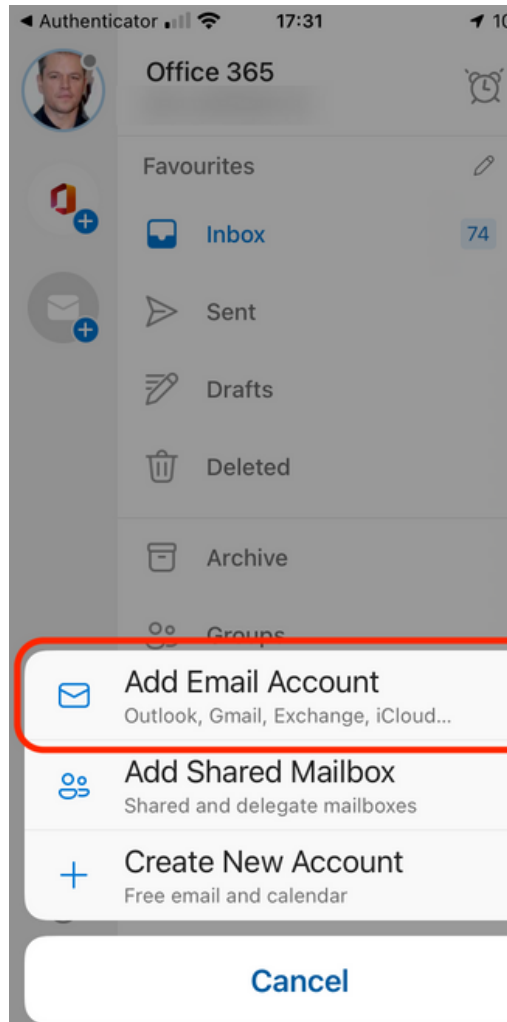 ◀ Authenticator 17:31 10
Office 365
Favourites
Inbox 74
Sent
Drafts
Deleted
Archive
Groups
Add Email Account
Outlook, Gmail, Exchange, iCloud...
Add Shared Mailbox
Shared and delegate mailboxes
Create New Account
Free email and calendar
Cancel